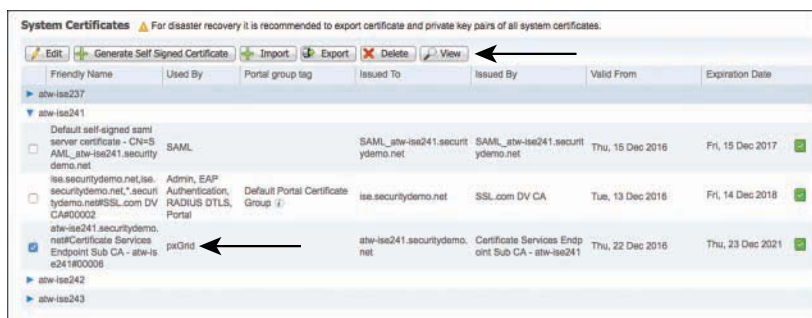 System Certificates For disaster recovery it is recommended to export certificate and private key pairs of all system certificates.
Edit Generate Self Signed Certificate Import Export Delete View
Friendly Name Used By Portal group tag Issued To Issued By Valid From Expiration Date
atw-ise237
atw-ise241
Default self-signed saml
server certificate - CN=S
AML_atw-ise241.security
demo.net
SAML
SAML_atw-ise241.securit
ydemo.net
SAML_atw-ise241.securit
ydemo.net
Thu, 15 Dec 2016
Fri, 15 Dec 2017
ise.securitydemo.net,ise.
securitydemo.net,*.securi
tydemo.net#SSL.com DV
CA#00002
Admin, EAP
Authentication,
RADIUS DTLS,
Portal
Default Portal Certificate
Group
ise.securitydemo.net
SSL.com DV CA
Tue, 13 Dec 2016
Fri, 14 Dec 2018
atw-ise241.securitydemo.
net#Certificate Services
Endpoint Sub CA - atw-is
e241#00006
pxGrid
atw-ise241.securitydemo.
net
Certificate Services Endp
oint Sub CA - atw-ise241
Thu, 22 Dec 2016
Thu, 23 Dec 2021
atw-ise242
atw-ise243